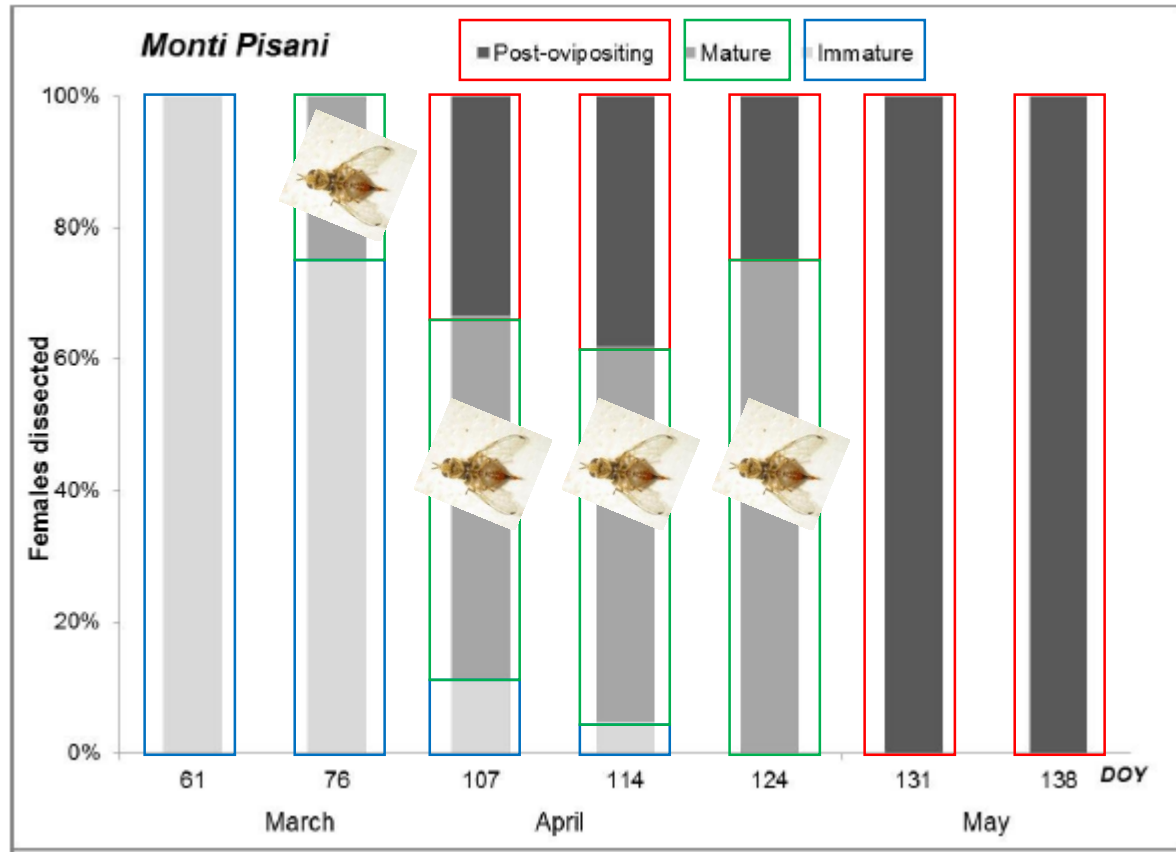 Monti Pisani
Post-ovipositing Mature Immature
100%
80%
60%
40%
20%
0%
Females dissected
61 76 107 114 124 131 138 DOY
March April May